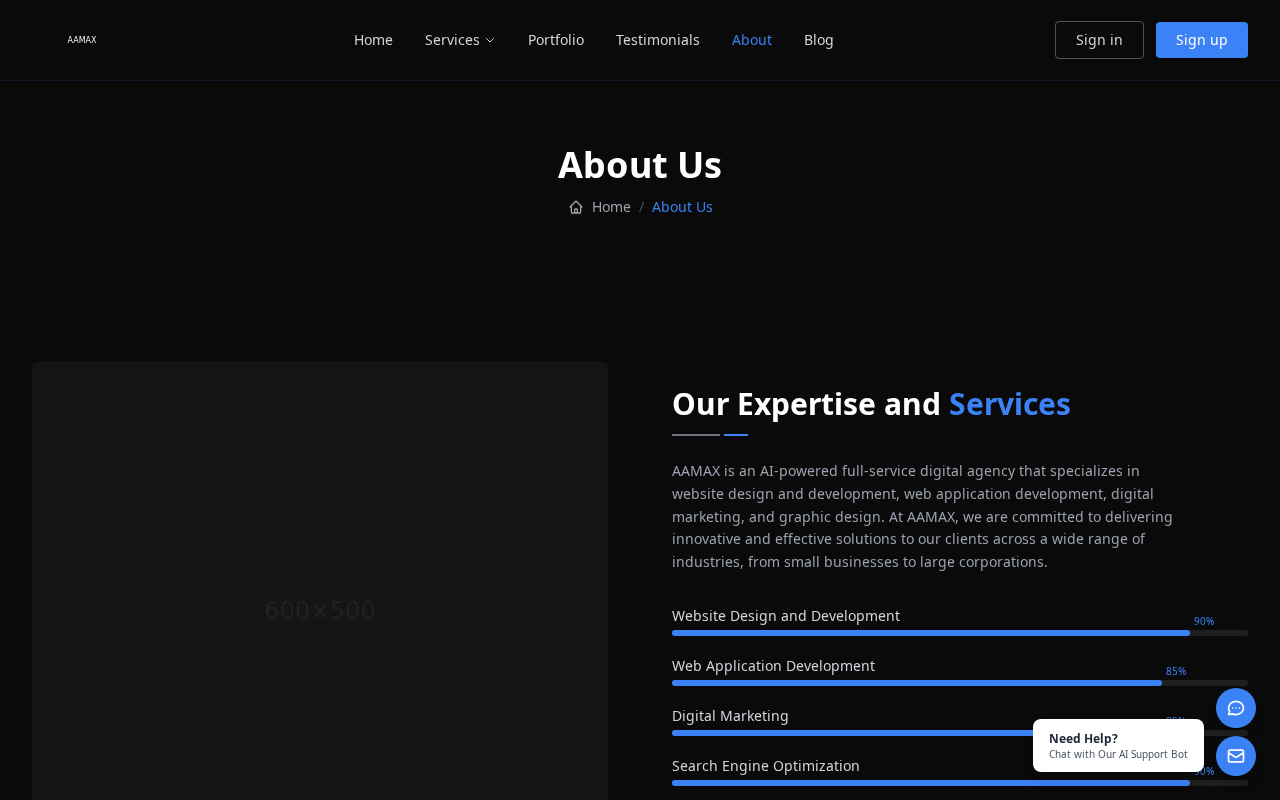 AAMAX
Home
Services
Portfolio
Testimonials
About
Blog
Sign in
Sign up
About Us
Home / About Us
600×500
Our Expertise and Services
AAMAX is an AI-powered full-service digital agency that specializes in
website design and development, web application development, digital
marketing, and graphic design. At AAMAX, we are committed to delivering
innovative and effective solutions to our clients across a wide range of
industries, from small businesses to large corporations.
Website Design and Development
90%
Web Application Development
85%
Digital Marketing
Need Help?
Chat with Our AI Support Bot
Search Engine Optimization